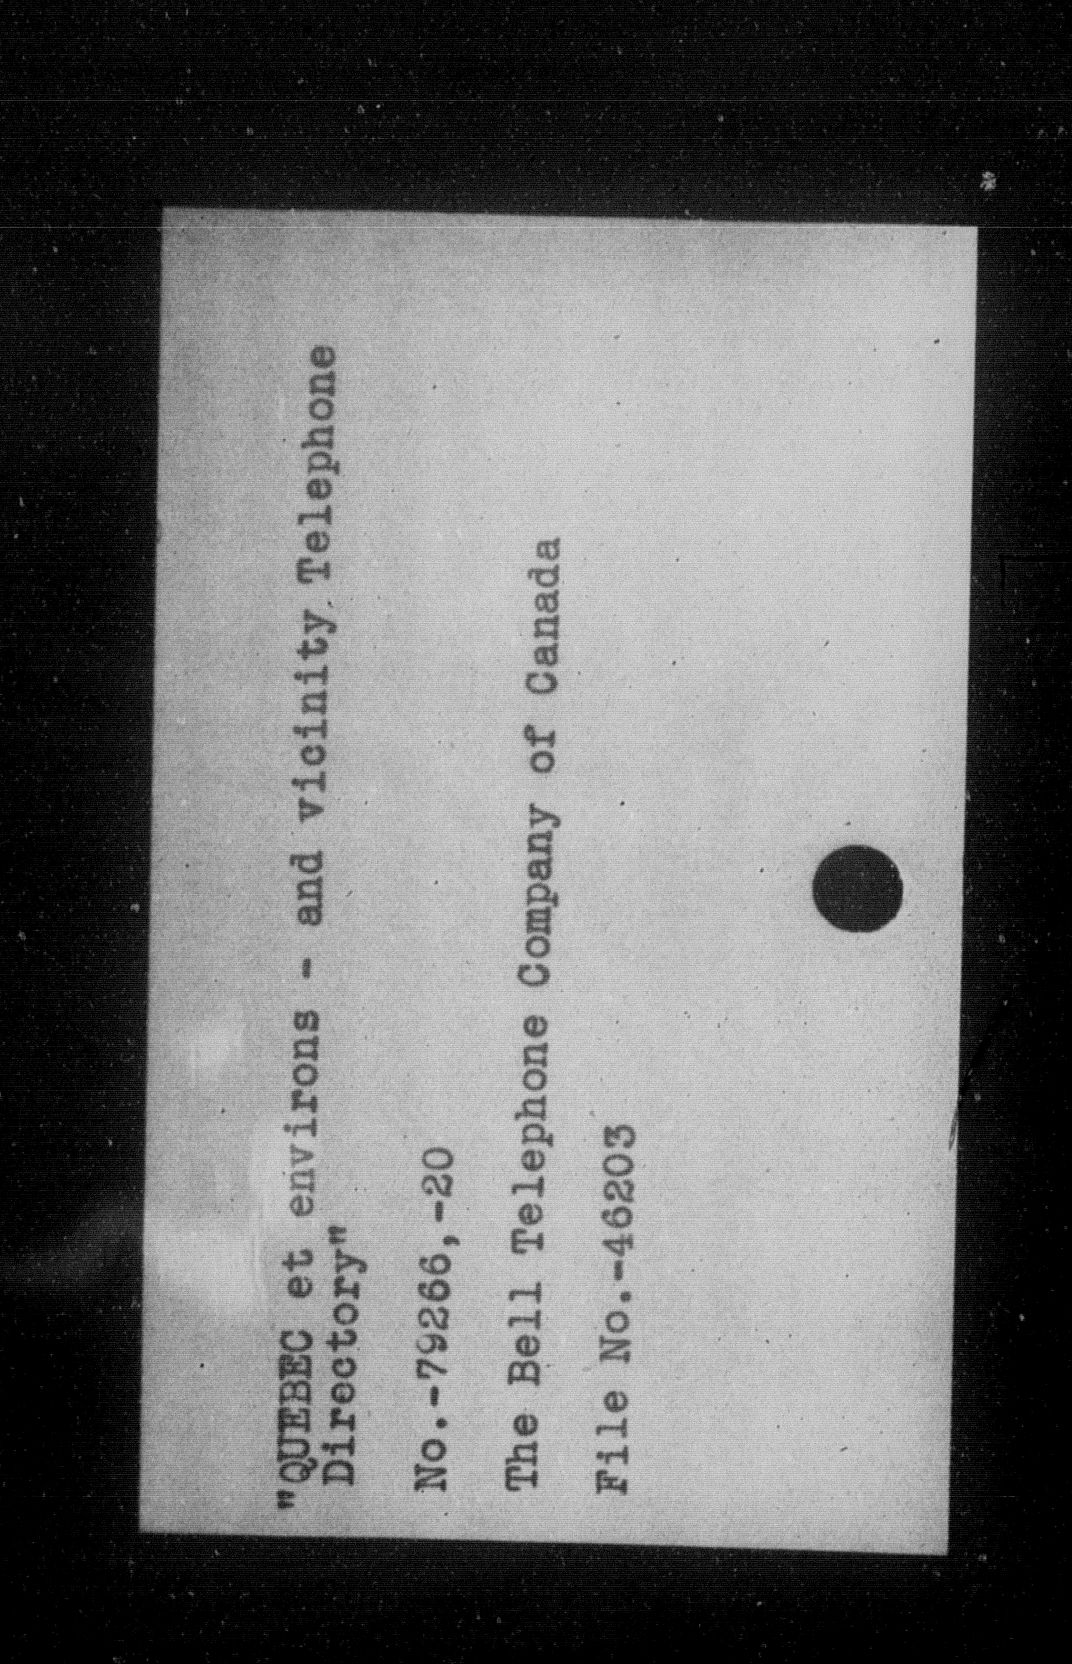 "QUEBEC et environs - and vicinity Telephone
Directory"
No.-79266,-20
The Bell Telephone Company of Canada
File No.-46203